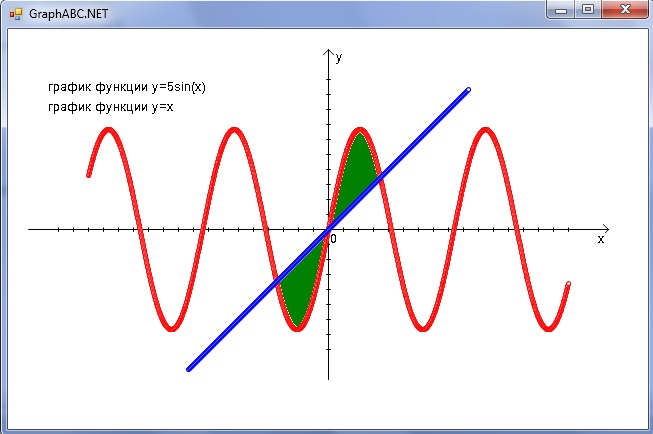 GraphABC.NET
y
график функции y=5sin(x)
график функции y=x
0
x